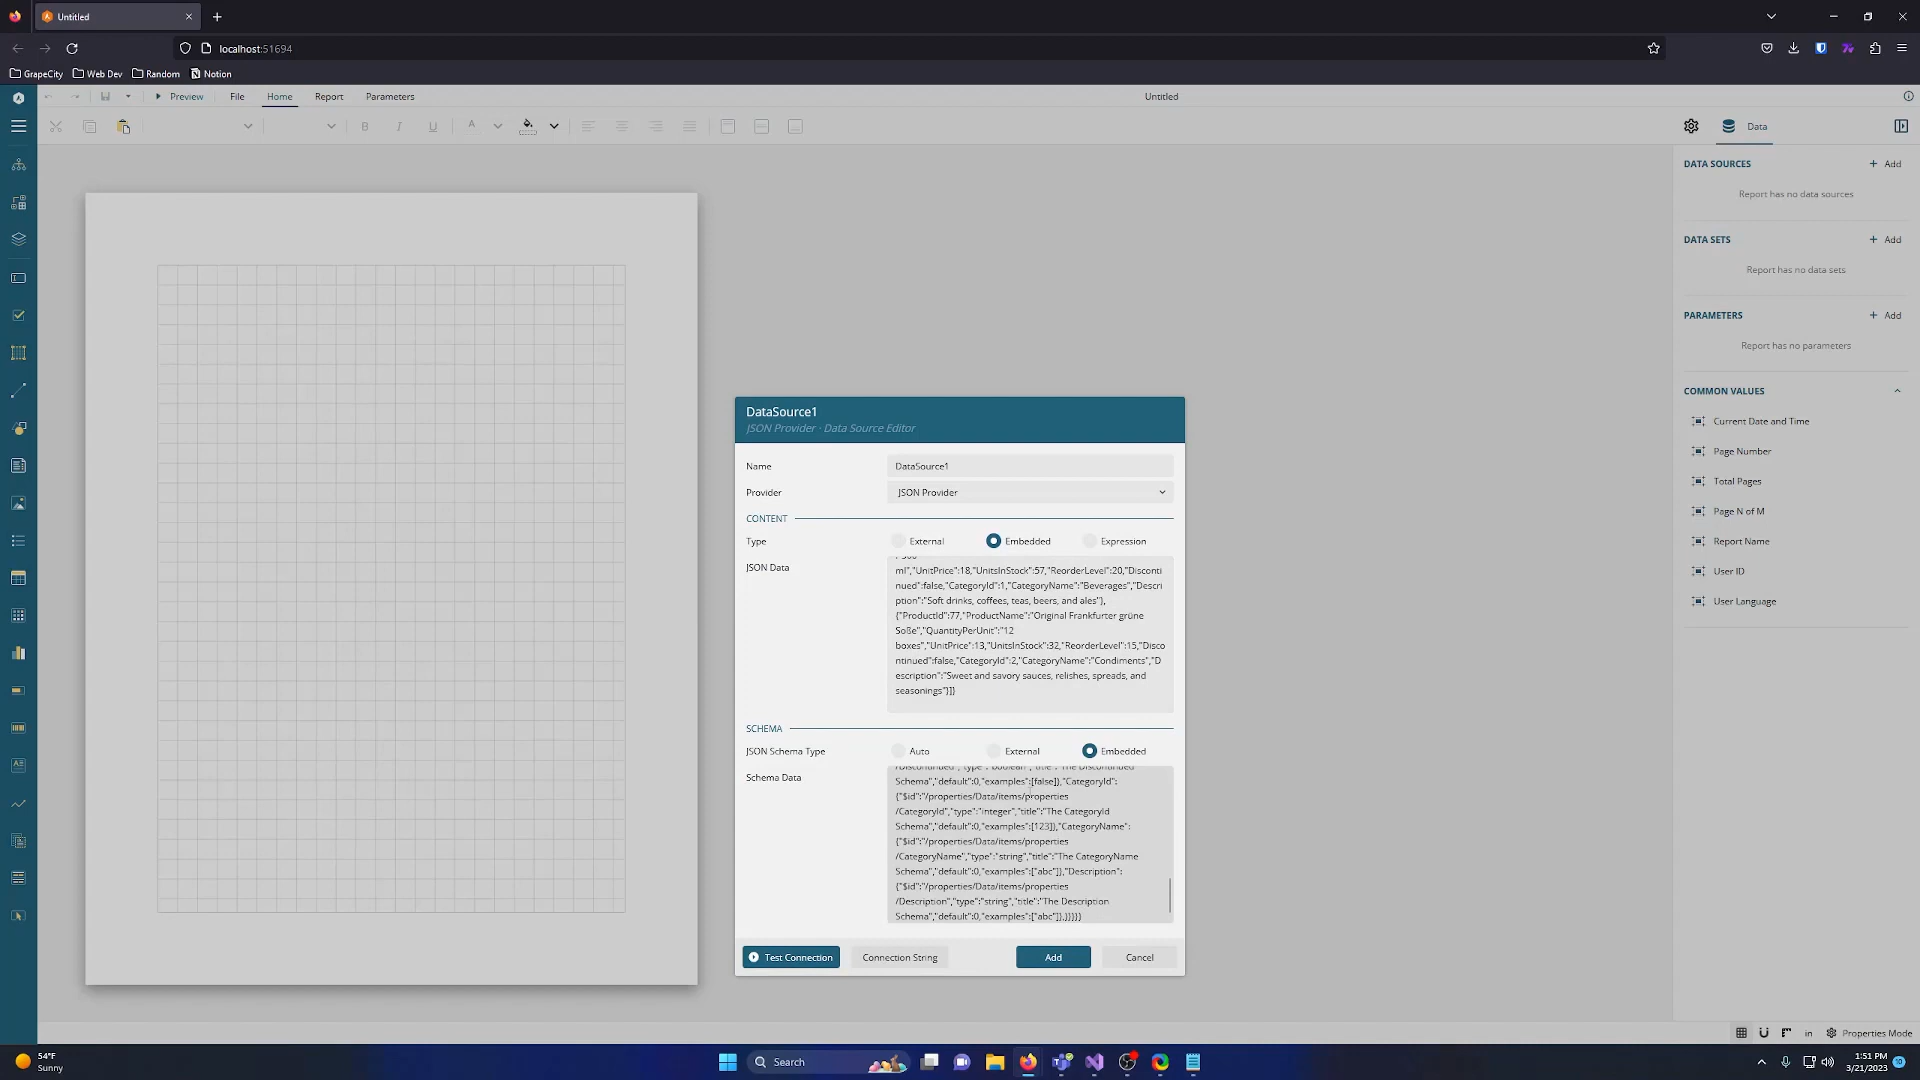 Untitled
localhost:51694
GrapeCity
Web Dev
Random
Notion
Preview
File
Home
Report
Parameters
Untitled
B
I
U
A
Data
DATA SOURCES
+ Add
Report has no data sources
DATA SETS
+ Add
Report has no data sets
PARAMETERS
+ Add
Report has no parameters
COMMON VALUES
Current Date and Time
Page Number
Total Pages
Page N of M
Report Name
User ID
User Language
DataSource1
JSON Provider · Data Source Editor
Name
DataSource1
Provider
JSON Provider
CONTENT
Type
External
Embedded
Expression
JSON Data
ml","UnitPrice":18,"UnitsInStock":57,"ReorderLevel":20,"Disconti
nued":false,"CategoryId":1,"CategoryName":"Beverages","Descri
ption":"Soft drinks, coffees, teas, beers, and ales"},
{"ProductId":77,"ProductName":"Original Frankfurter grüne
Soße","QuantityPerUnit":"12
boxes","UnitPrice":13,"UnitsInStock":32,"ReorderLevel":15,"Disco
ntinued":false,"CategoryId":2,"CategoryName":"Condiments","D
escription":"Sweet and savory sauces, relishes, spreads, and
seasonings"}]}
SCHEMA
JSON Schema Type
Auto
External
Embedded
Schema Data
/Discontinued","type":"boolean","title":"The Discontinued
Schema","default":0,"examples":[false]},"CategoryId":
{"$id":"/properties/Data/items/properties
/CategoryId","type":"integer","title":"The CategoryId
Schema","default":0,"examples":[123]},"CategoryName":
{"$id":"/properties/Data/items/properties
/CategoryName","type":"string","title":"The CategoryName
Schema","default":0,"examples":["abc"]},"Description":
{"$id":"/properties/Data/items/properties
/Description","type":"string","title":"The Description
Schema","default":0,"examples":["abc"]},}}}}}
Test Connection
Connection String
Add
Cancel
in
Properties Mode
54°F
Sunny
Search
1:51 PM
3/21/2023